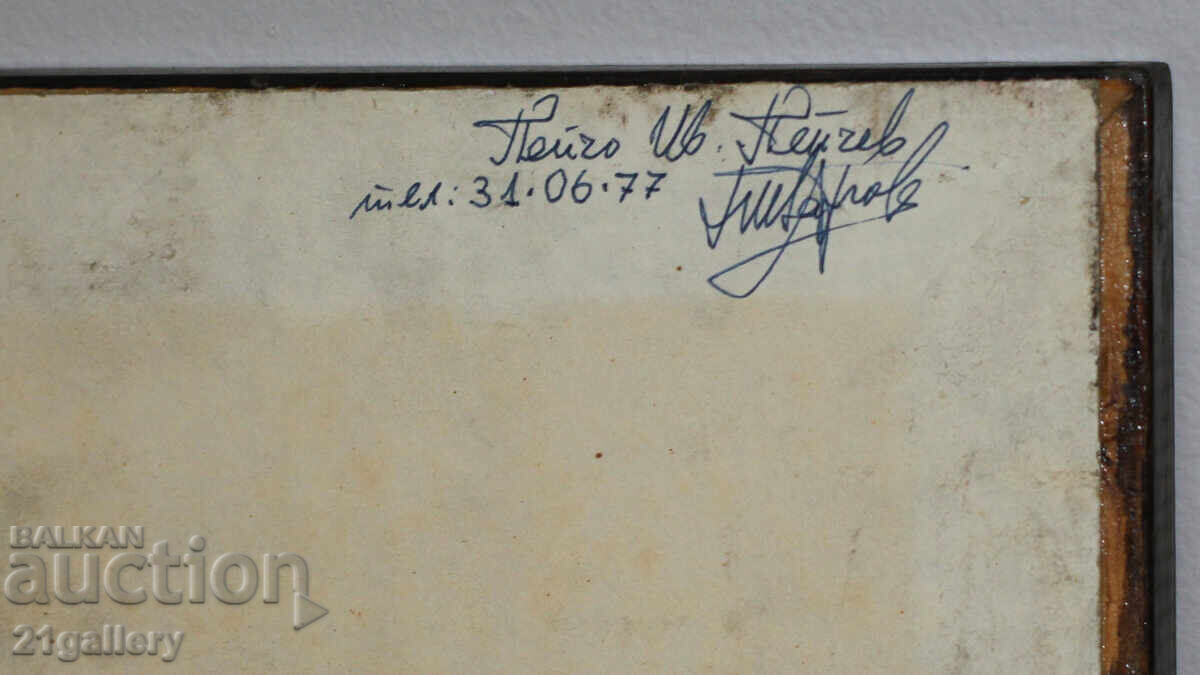 Пейчо Ив. Пейчев
тел: 31.06.77
BALKAN
auction
21gallery